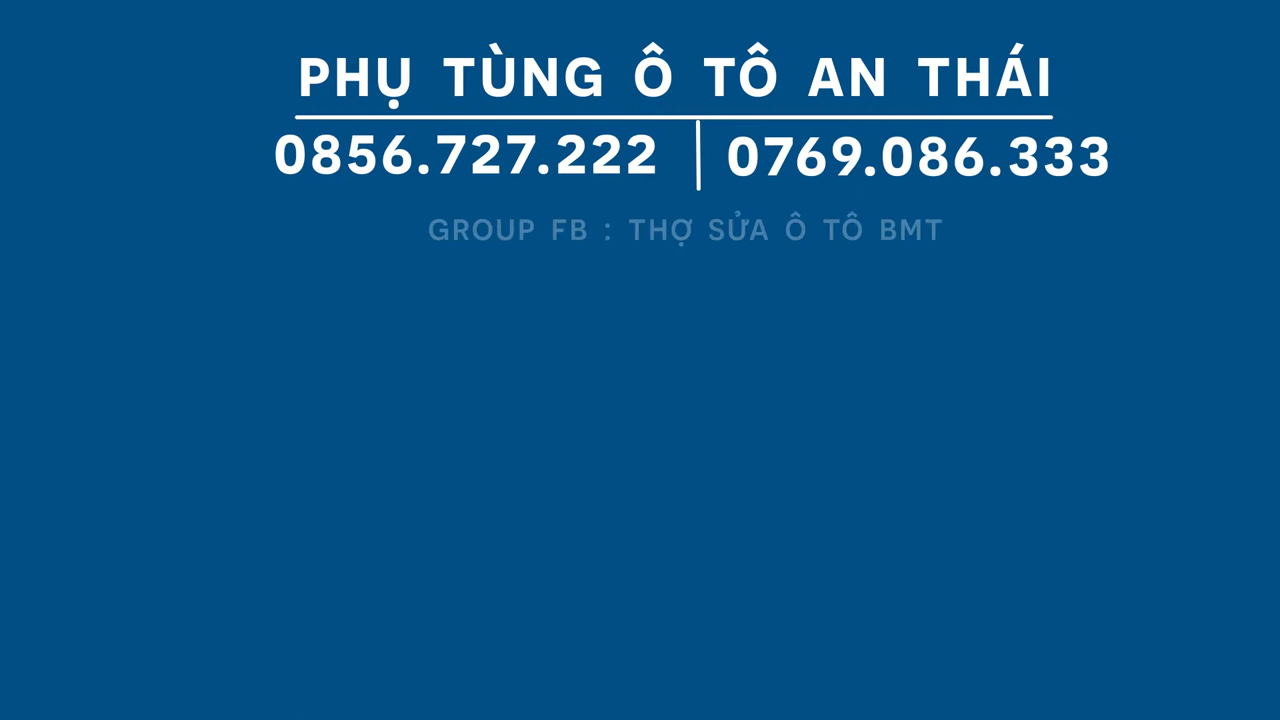 PHỤ TÙNG Ô TÔ AN THÁI
0856.727.222 | 0769.086.333
GROUP FB : THỢ SỬA Ô TÔ BMT